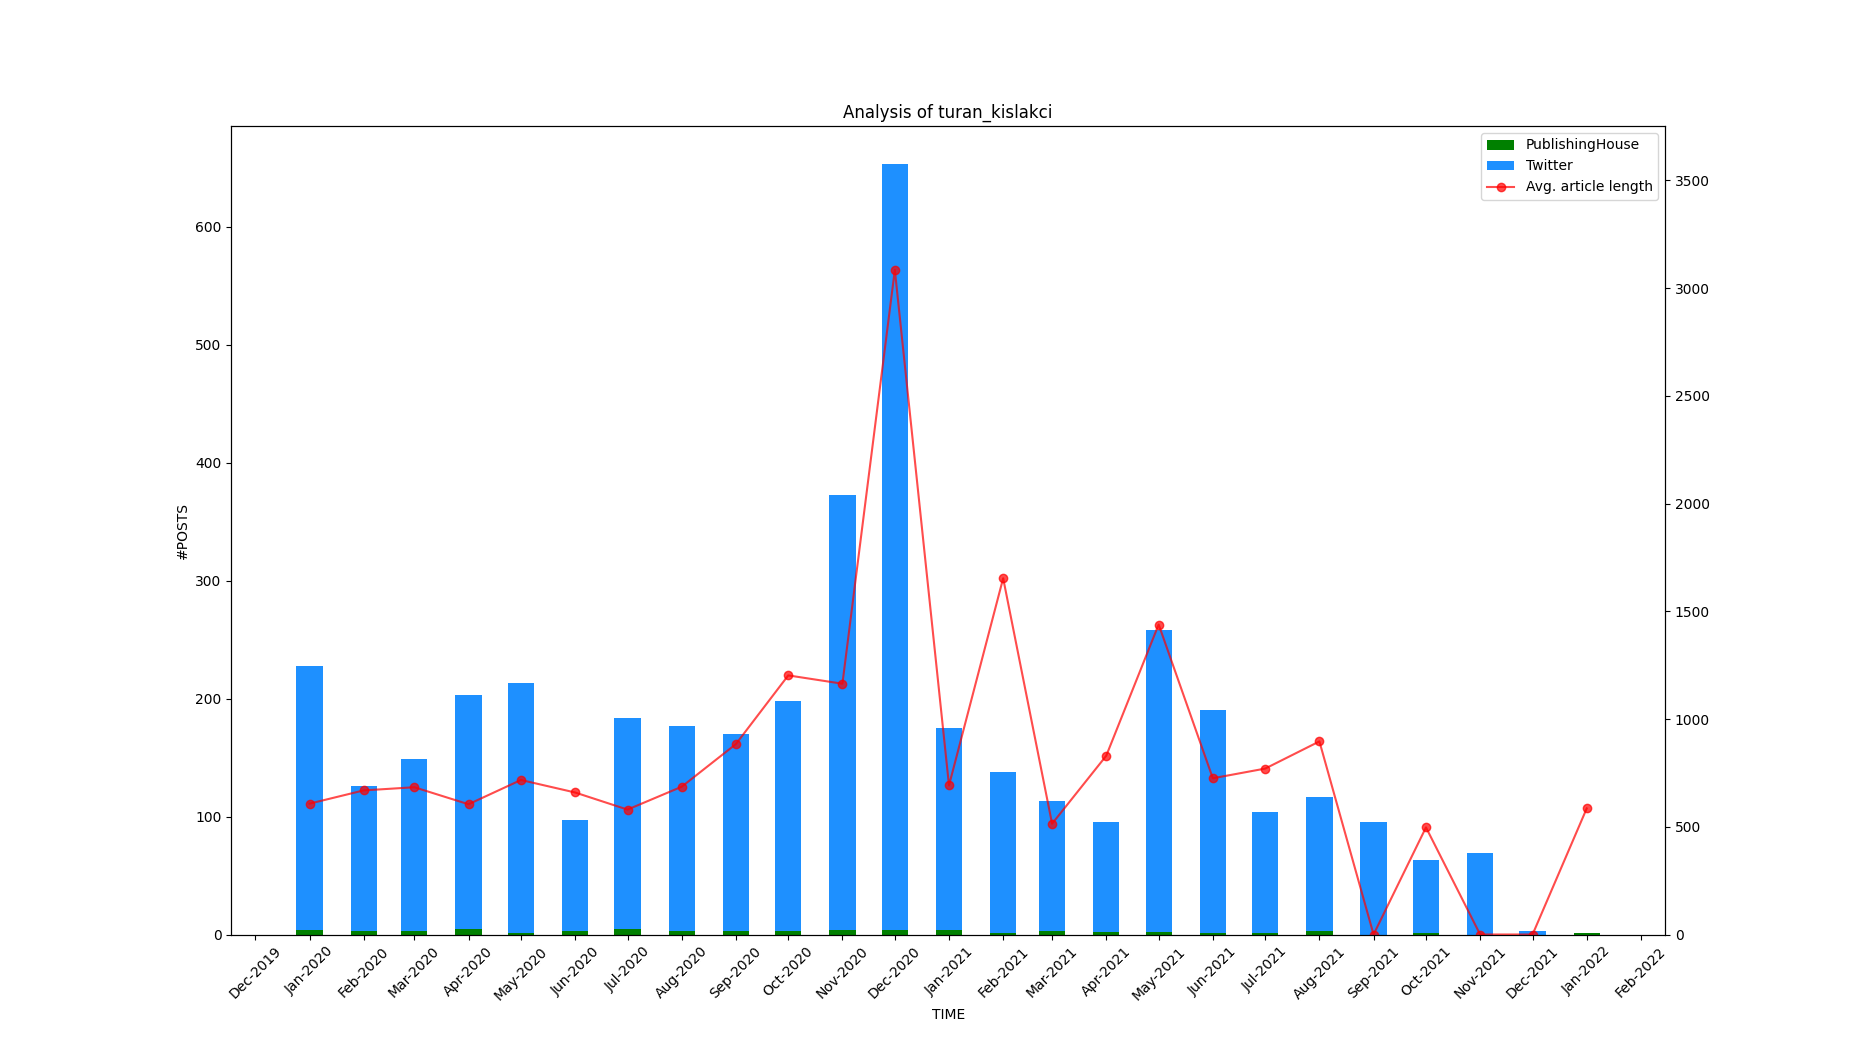 Analysis of turan_kislakci
PublishingHouse
Twitter
Avg. article length
600
500
400
300
200
100
0
#POSTS
3500
3000
2500
2000
1500
1000
500
0
Dec-2019
Jan-2020
Feb-2020
Mar-2020
Apr-2020
May-2020
Jun-2020
Jul-2020
Aug-2020
Sep-2020
Oct-2020
Nov-2020
Dec-2020
Jan-2021
Feb-2021
Mar-2021
Apr-2021
May-2021
Jun-2021
Jul-2021
Aug-2021
Sep-2021
Oct-2021
Nov-2021
Dec-2021
Jan-2022
Feb-2022
TIME